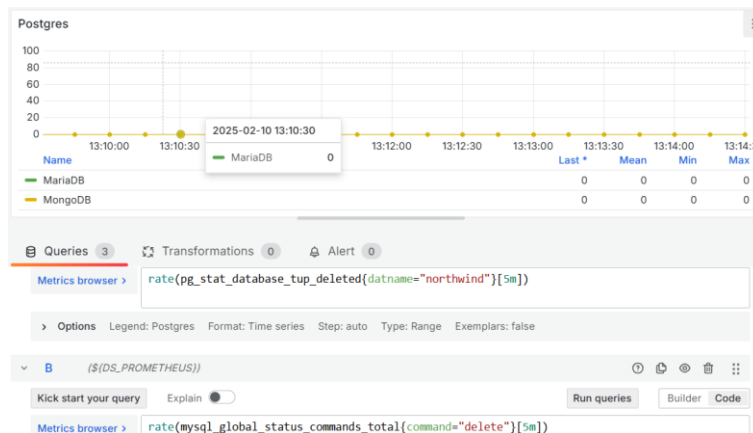 Postgres
100
80
60
40
20
0
13:10:00 13:10:30 13:12:00 13:12:30 13:13:00 13:13:30 13:14:00 13:14:
2025-02-10 13:10:30
MariaDB 0
Name Last * Mean Min Max
MariaDB 0 0 0 0
MongoDB 0 0 0 0
Queries 3 Transformations 0 Alert 0
Metrics browser > rate(pg_stat_database_tup_deleted{datname="northwind"}[5m])
> Options Legend: Postgres Format: Time series Step: auto Type: Range Exemplars: false
B (${DS_PROMETHEUS})
Kick start your query Explain Run queries Builder Code
Metrics browser > rate(mysql_global_status_commands_total{command="delete"}[5m])